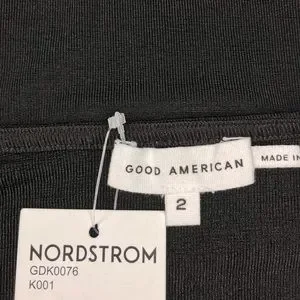 GOOD AMERICAN
MADE IN
2
NORDSTROM
GDK0076
K001